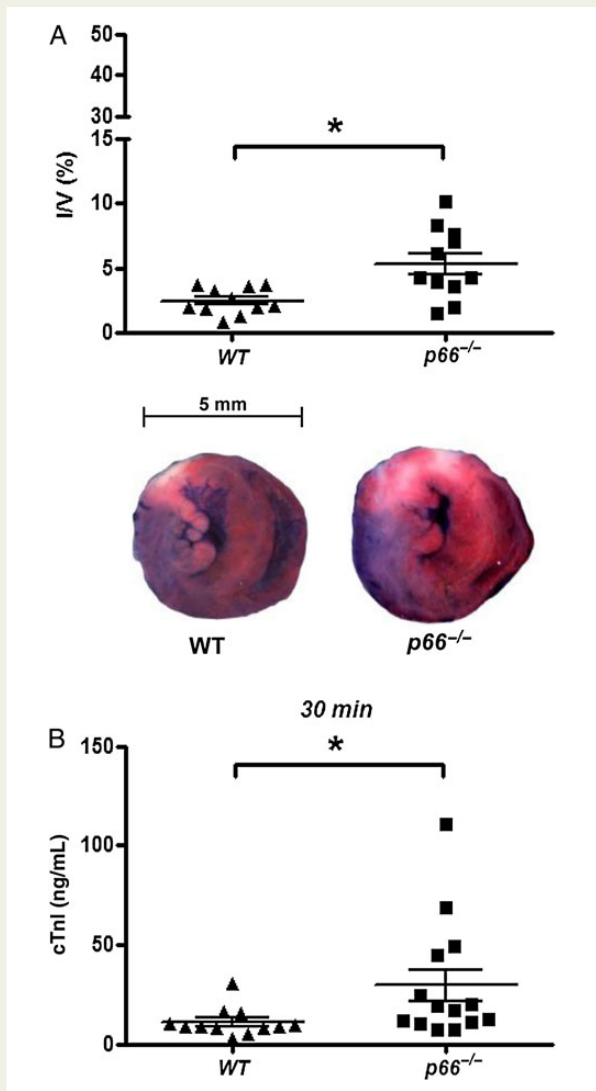 A
50
40
30
15
10
5
0
I/V (%)
*
WT
p66⁻/⁻
5 mm
WT
p66⁻/⁻
30 min
B
150
100
50
0
cTnI (ng/mL)
*
WT
p66⁻/⁻